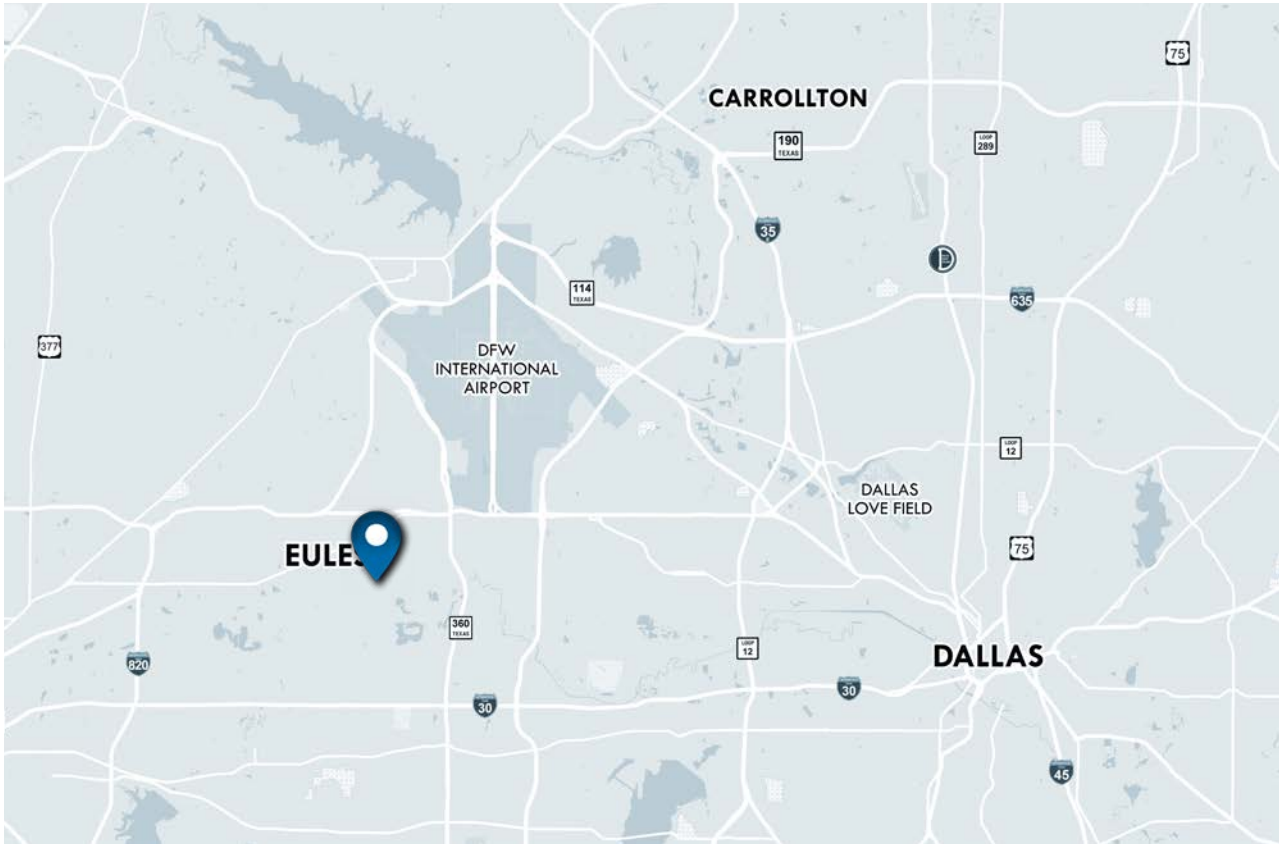 75
CARROLLTON
190
TEXAS
LOOP
289
35
635
114
TEXAS
377
DFW
INTERNATIONAL
AIRPORT
LOOP
12
DALLAS
LOVE FIELD
75
EULES
360
TEXAS
LOOP
12
DALLAS
820
30
30
45